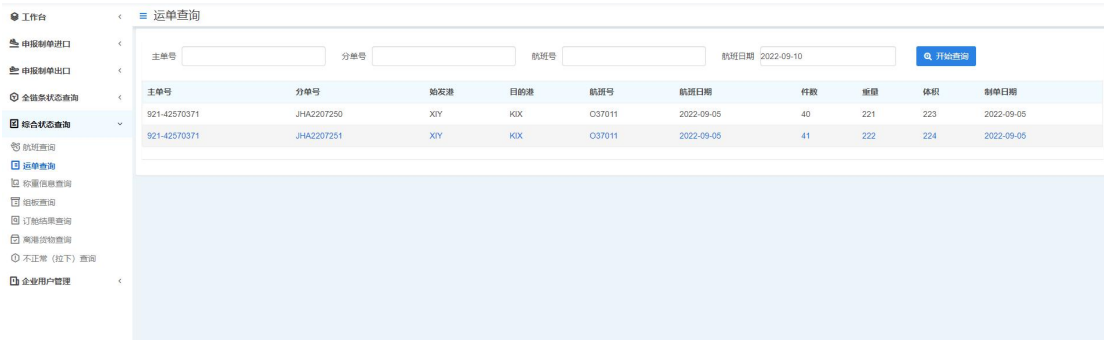 工作台
申报制单进口
申报制单出口
全链条状态查询
综合状态查询
航班查询
运单查询
称重信息查询
组板查询
订舱结果查询
离港货物查询
不正常（拉下）查询
企业用户管理
运单查询
主单号 分单号 航班号 航班日期 2022-09-10 开始查询
主单号 分单号 始发港 目的港 航班号 航班日期 件数 重量 体积 制单日期
921-42570371 JHA2207250 XIY KIX O37011 2022-09-05 40 221 223 2022-09-05
921-42570371 JHA2207251 XIY KIX O37011 2022-09-05 41 222 224 2022-09-05